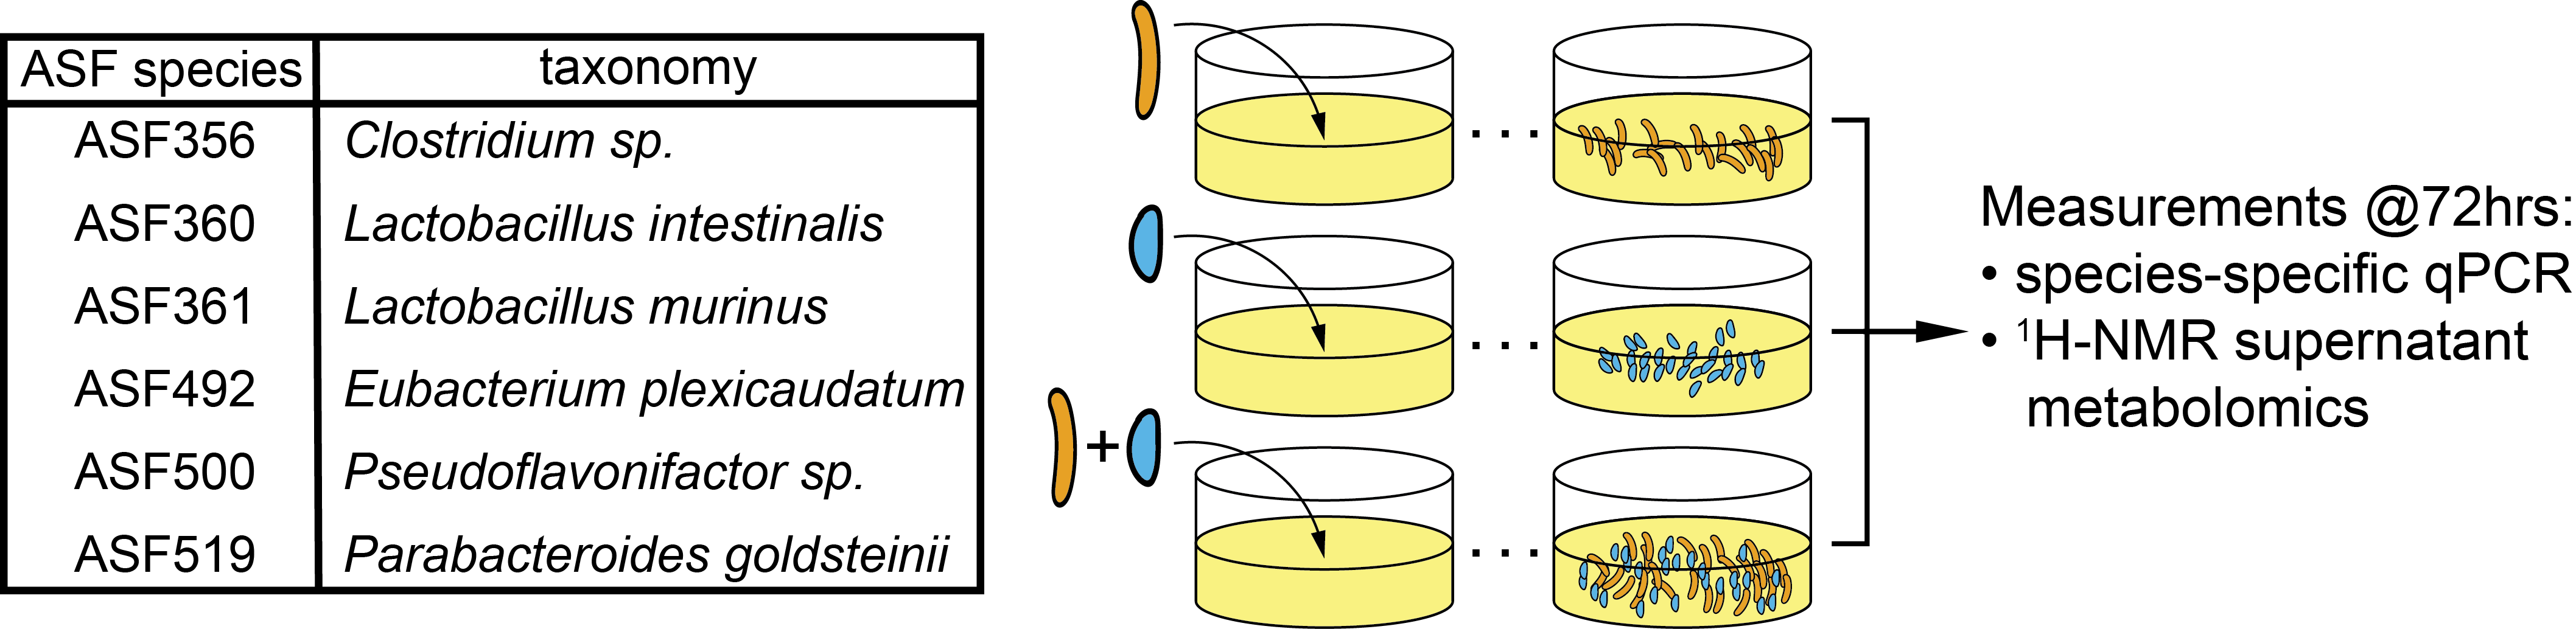 ASF species taxonomy
ASF356 Clostridium sp.
ASF360 Lactobacillus intestinalis
ASF361 Lactobacillus murinus
ASF492 Eubacterium plexicaudatum
ASF500 Pseudoflavonifactor sp.
ASF519 Parabacteroides goldsteinii
...
...
+
...
Measurements @72hrs:
• species-specific qPCR
• ¹H-NMR supernatant
metabolomics